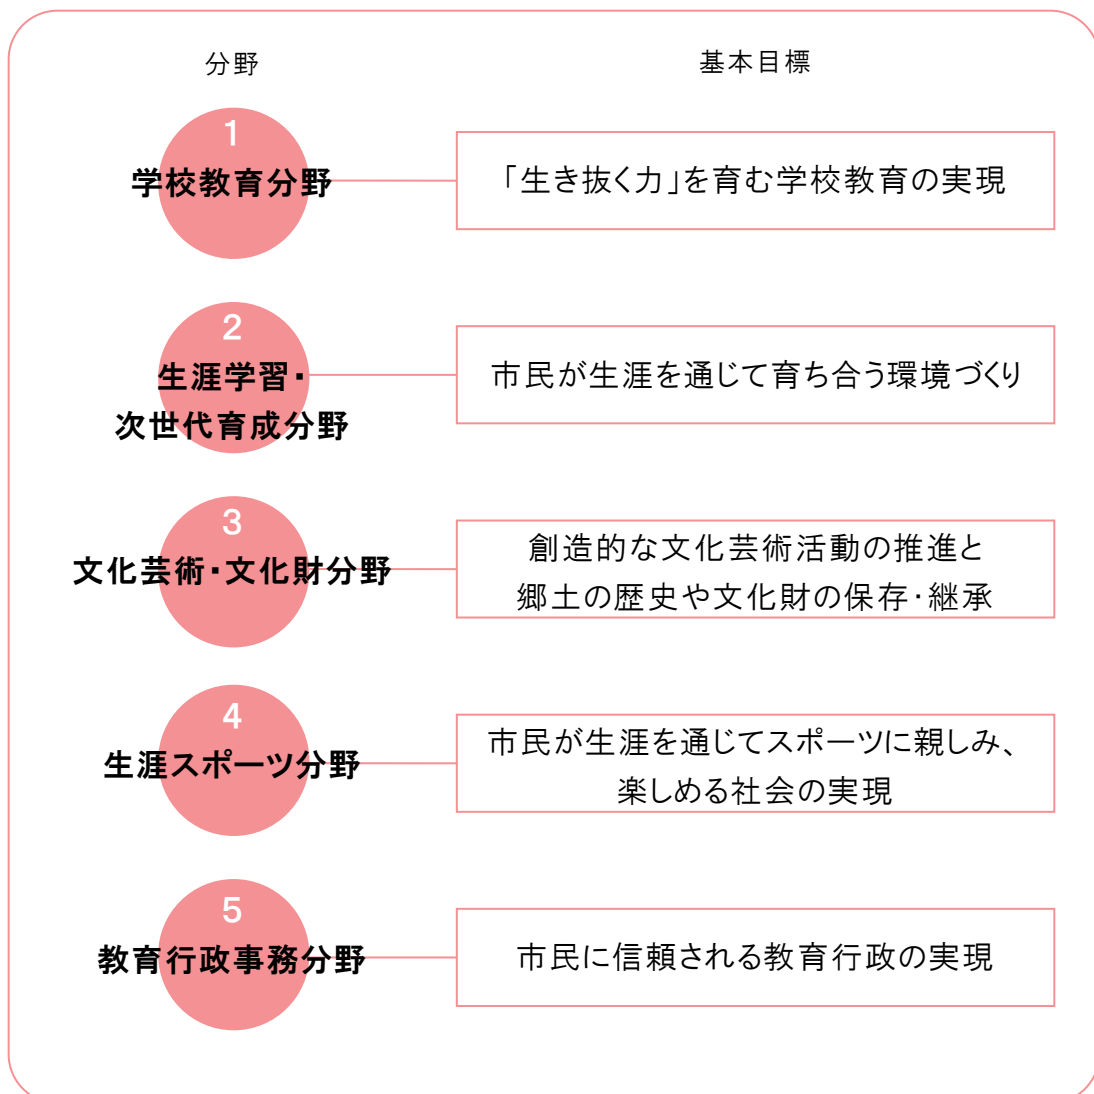 分野
基本目標
1
学校教育分野
「生き抜く力」を育む学校教育の実現
2
生涯学習・
次世代育成分野
市民が生涯を通じて育ち合う環境づくり
3
文化芸術・文化財分野
創造的な文化芸術活動の推進と
郷土の歴史や文化財の保存・継承
4
生涯スポーツ分野
市民が生涯を通じてスポーツに親しみ、
楽しめる社会の実現
5
教育行政事務分野
市民に信頼される教育行政の実現